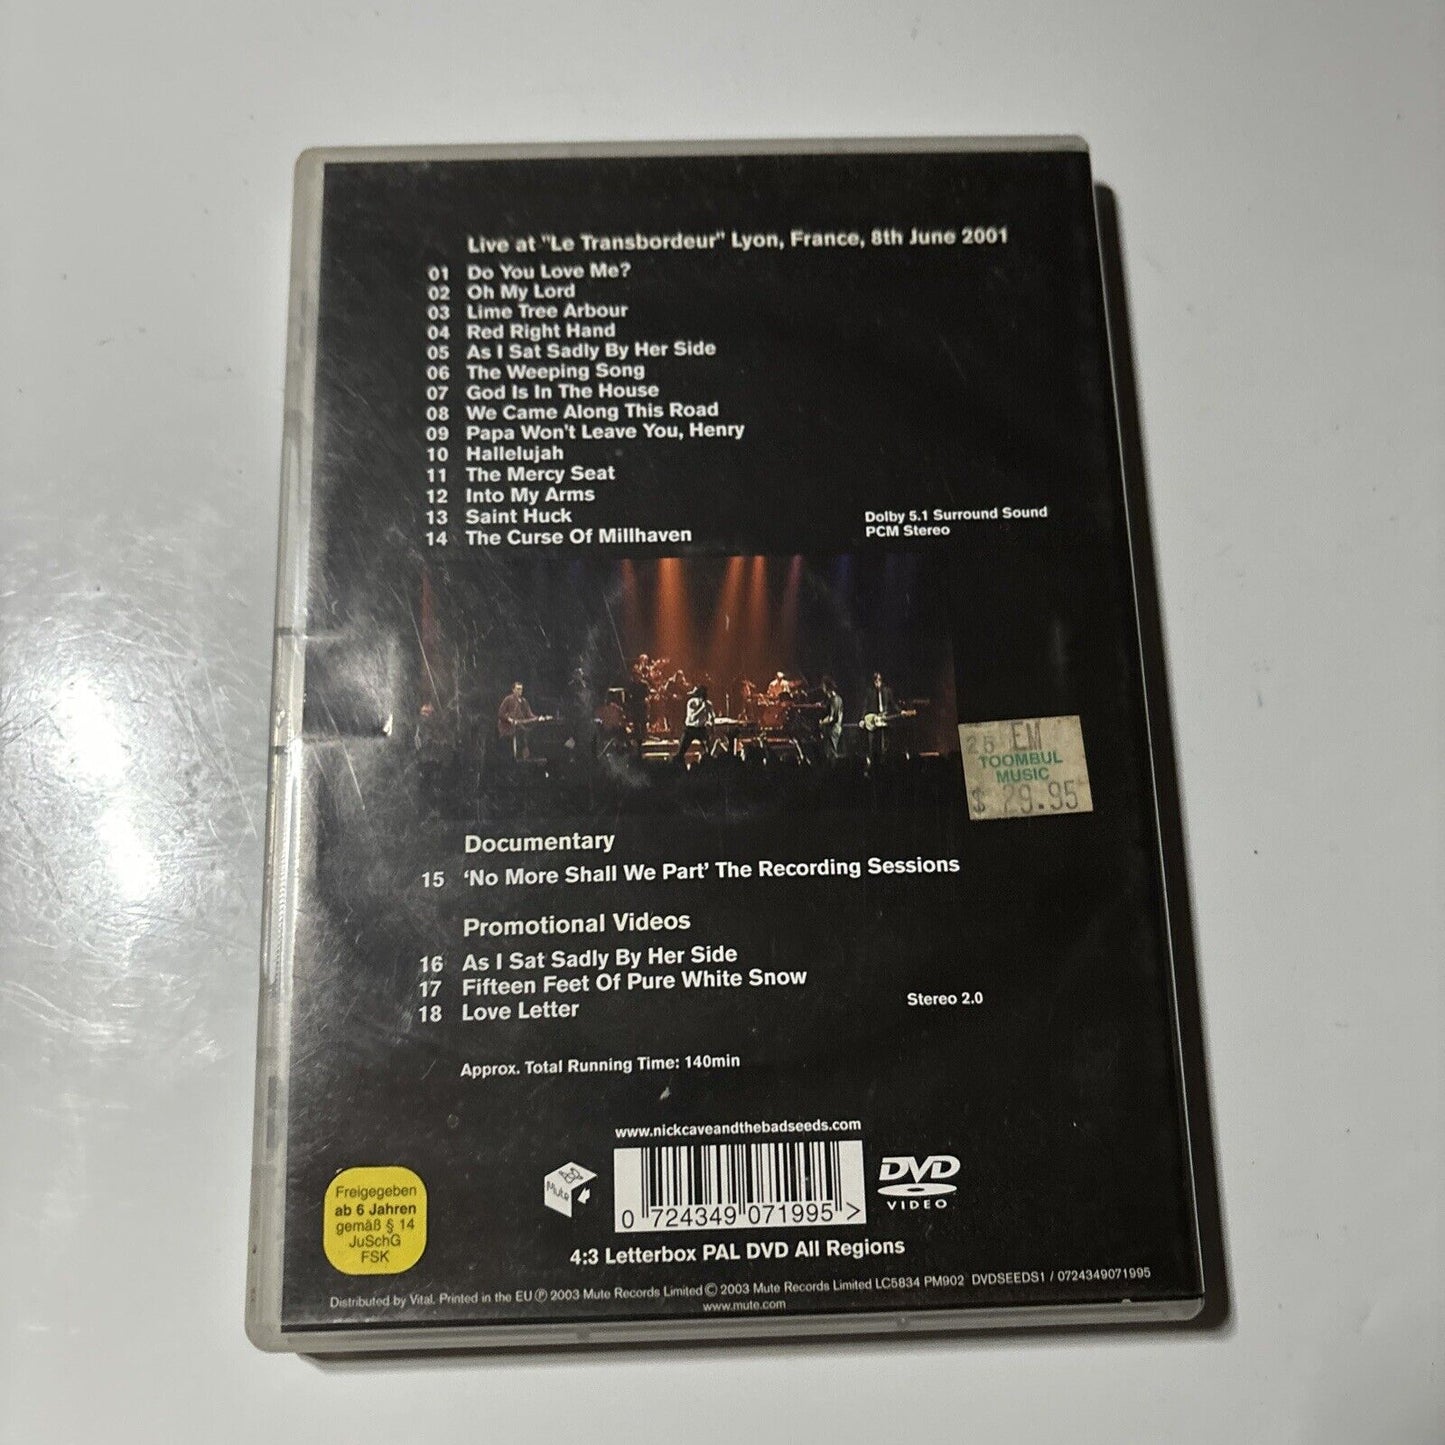 Live at "Le Transbordeur" Lyon, France, 8th June 2001
01 Do You Love Me?
02 Oh My Lord
03 Lime Tree Arbour
04 Red Right Hand
05 As I Sat Sadly By Her Side
06 The Weeping Song
07 God Is In The House
08 We Came Along This Road
09 Papa Won't Leave You, Henry
10 Hallelujah
11 The Mercy Seat
12 Into My Arms
13 Saint Huck
14 The Curse Of Millhaven
Dolby 5.1 Surround Sound
PCM Stereo
25 EM
TOOMBUL
MUSIC
$ 29.95
Documentary
15 ‘No More Shall We Part’ The Recording Sessions
Promotional Videos
16 As I Sat Sadly By Her Side
17 Fifteen Feet Of Pure White Snow
18 Love Letter
Stereo 2.0
Approx. Total Running Time: 140min
www.nickcaveandthebadseeds.com
Mute
0 724349 071995 >
DVD
VIDEO
4:3 Letterbox PAL DVD All Regions
Freigegeben
ab 6 Jahren
gemäß § 14
JuSchG
FSK
Distributed by Vital. Printed in the EU ℗ 2003 Mute Records Limited © 2003 Mute Records Limited LC5834 PM902 DVDSEEDS1 / 0724349071995
www.mute.com